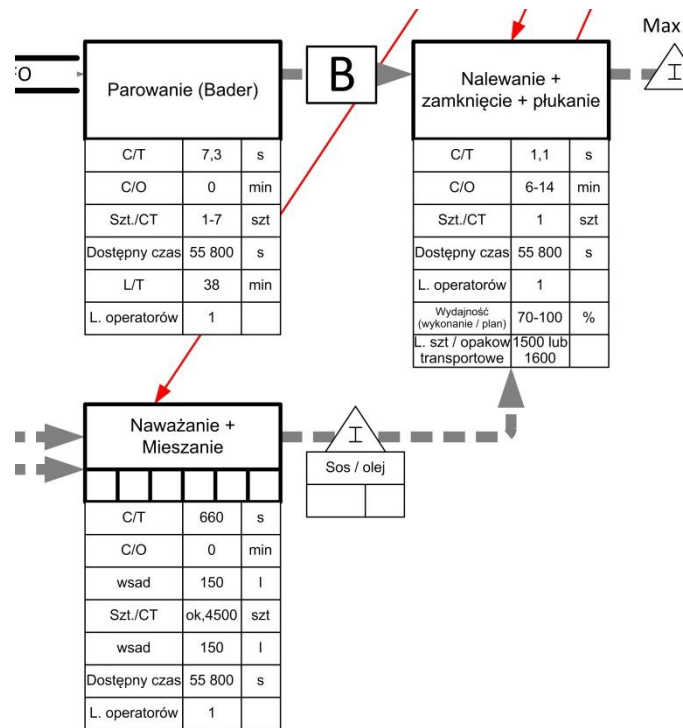 Max
FO
Parowanie (Bader)
B
Nalewanie +
zamknięcie + płukanie
I
C/T 7,3 s
C/O 0 min
Szt./CT 1-7 szt
Dostępny czas 55 800 s
L/T 38 min
L. operatorów 1
C/T 1,1 s
C/O 6-14 min
Szt./CT 1 szt
Dostępny czas 55 800 s
L. operatorów 1
Wydajność
(wykonanie / plan) 70-100 %
L. szt / opakow
transportowe
1500 lub
1600
Naważanie +
Mieszanie
I
Sos / olej
C/T 660 s
C/O 0 min
wsad 150 l
Szt./CT ok,4500 szt
wsad 150 l
Dostępny czas 55 800 s
L. operatorów 1